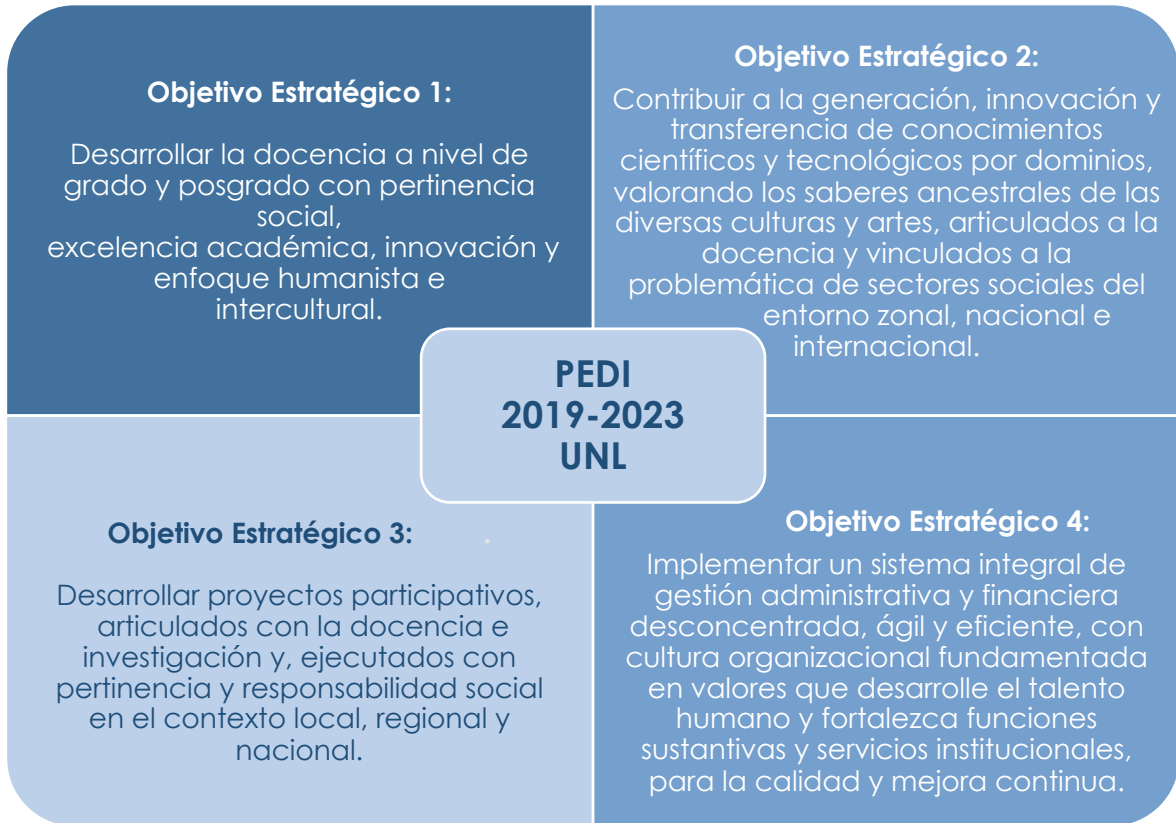 Objetivo Estratégico 1:
Desarrollar la docencia a nivel de
grado y posgrado con pertinencia
social,
excelencia académica, innovación y
enfoque humanista e
intercultural.
Objetivo Estratégico 2:
Contribuir a la generación, innovación y
transferencia de conocimientos
científicos y tecnológicos por dominios,
valorando los saberes ancestrales de las
diversas culturas y artes, articulados a la
docencia y vinculados a la
problemática de sectores sociales del
entorno zonal, nacional e
internacional.
PEDI
2019-2023
UNL
Objetivo Estratégico 3: .
Desarrollar proyectos participativos,
articulados con la docencia e
investigación y, ejecutados con
pertinencia y responsabilidad social
en el contexto local, regional y
nacional.
Objetivo Estratégico 4:
Implementar un sistema integral de
gestión administrativa y financiera
desconcentrada, ágil y eficiente, con
cultura organizacional fundamentada
en valores que desarrolle el talento
humano y fortalezca funciones
sustantivas y servicios institucionales,
para la calidad y mejora continua.